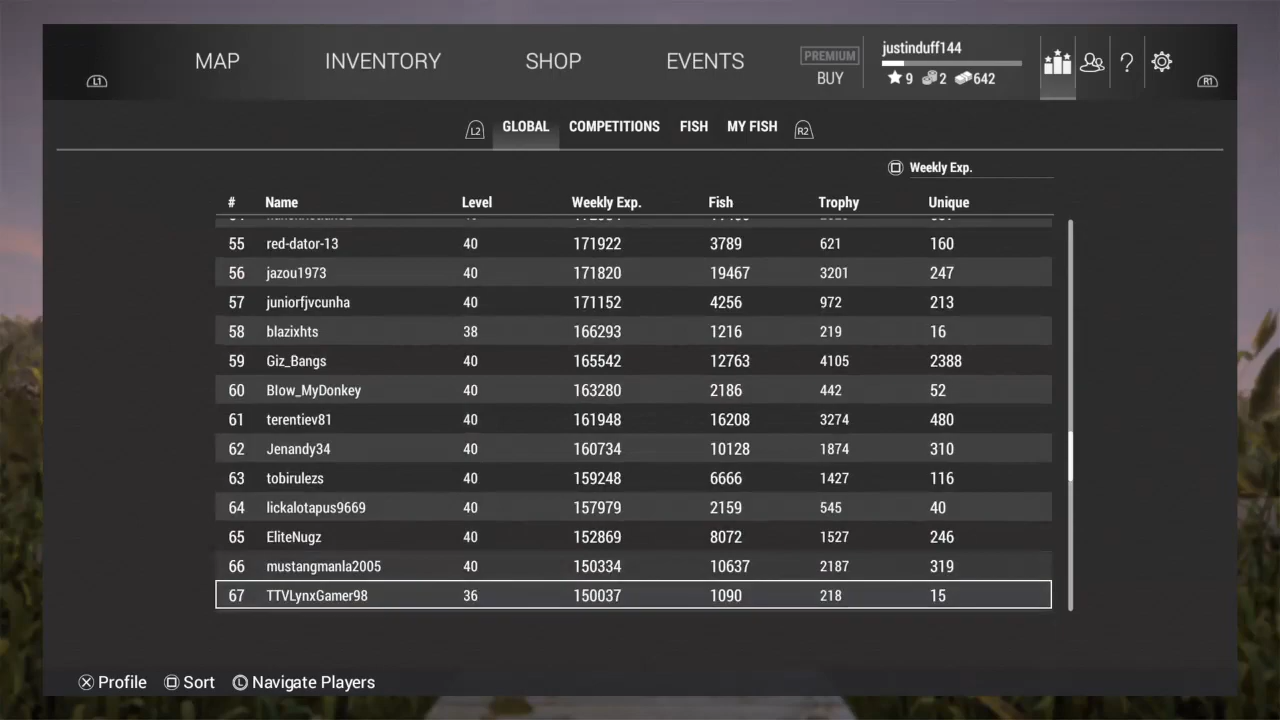 MAP INVENTORY SHOP EVENTS PREMIUM BUY justinduff144
L1 9 2 642 ? R1
L2 GLOBAL COMPETITIONS FISH MY FISH R2
Weekly Exp.
# Name Level Weekly Exp. Fish Trophy Unique
55 red-dator-13 40 171922 3789 621 160
56 jazou1973 40 171820 19467 3201 247
57 juniorfjvcunha 40 171152 4256 972 213
58 blazixhts 38 166293 1216 219 16
59 Giz_Bangs 40 165542 12763 4105 2388
60 Blow_MyDonkey 40 163280 2186 442 52
61 terentiev81 40 161948 16208 3274 480
62 Jenandy34 40 160734 10128 1874 310
63 tobirulezs 40 159248 6666 1427 116
64 lickalotapus9669 40 157979 2159 545 40
65 EliteNugz 40 152869 8072 1527 246
66 mustangmanla2005 40 150334 10637 2187 319
67 TTVLynxGamer98 36 150037 1090 218 15
Profile Sort L Navigate Players